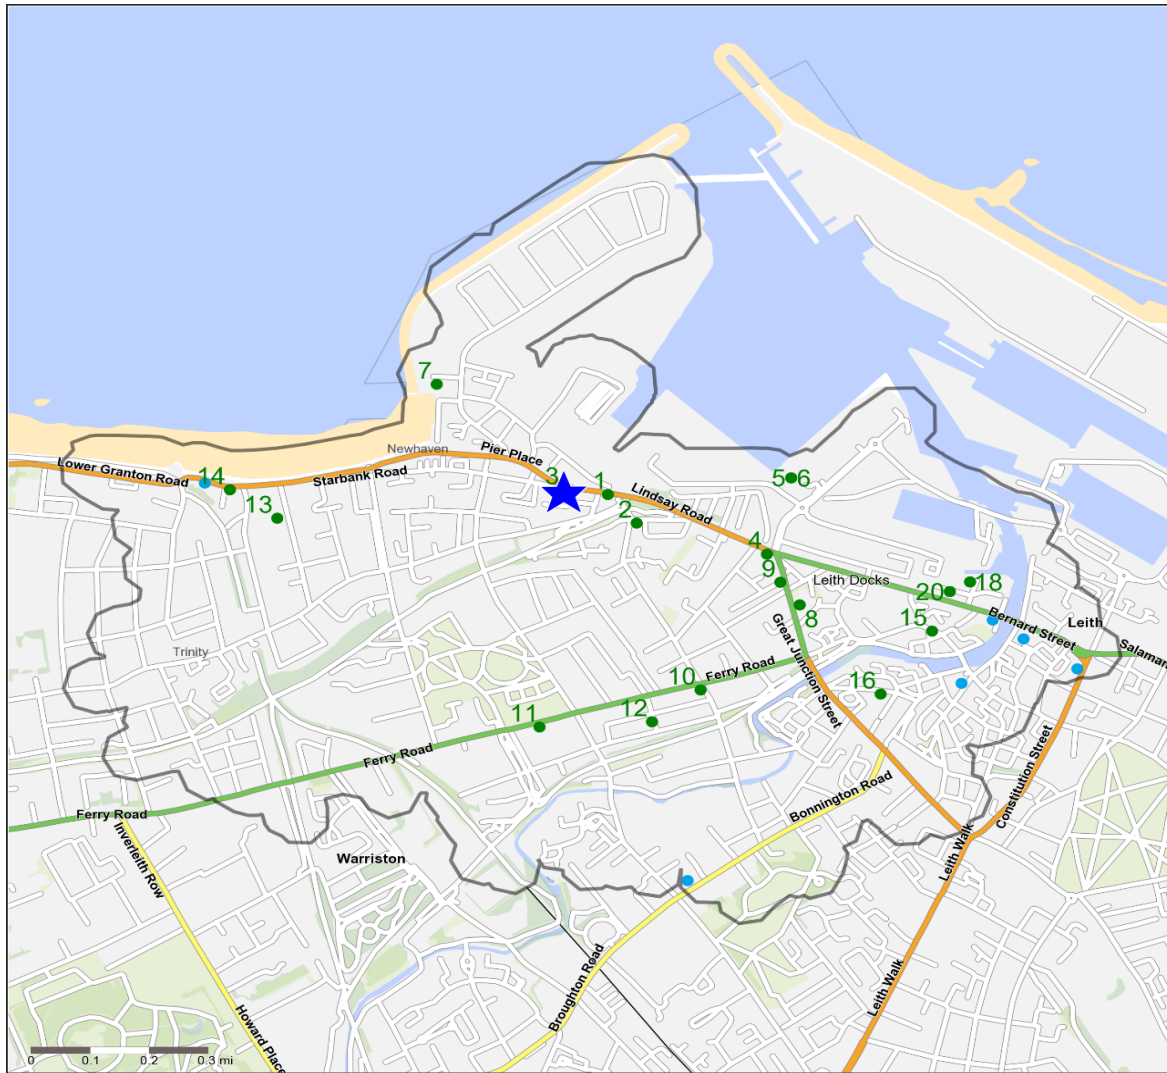 7
Newhaven
Pier Place
Lower Granton Road
14
Starbank Road
3
1
Lindsay Road
5 6
13
2
4
9
Leith Docks
18
20
8
15
Bernard Street
Leith
Salaman
Great Junction Street
Trinity
Ferry Road
10
16
11
12
Ferry Road
Constitution Street
Bonnington Road
Ferry Road
Inverleith Row
Warriston
Leith Walk
Broughton Road
Leith Walk
Howard Place
0 0.1 0.2 0.3 mi